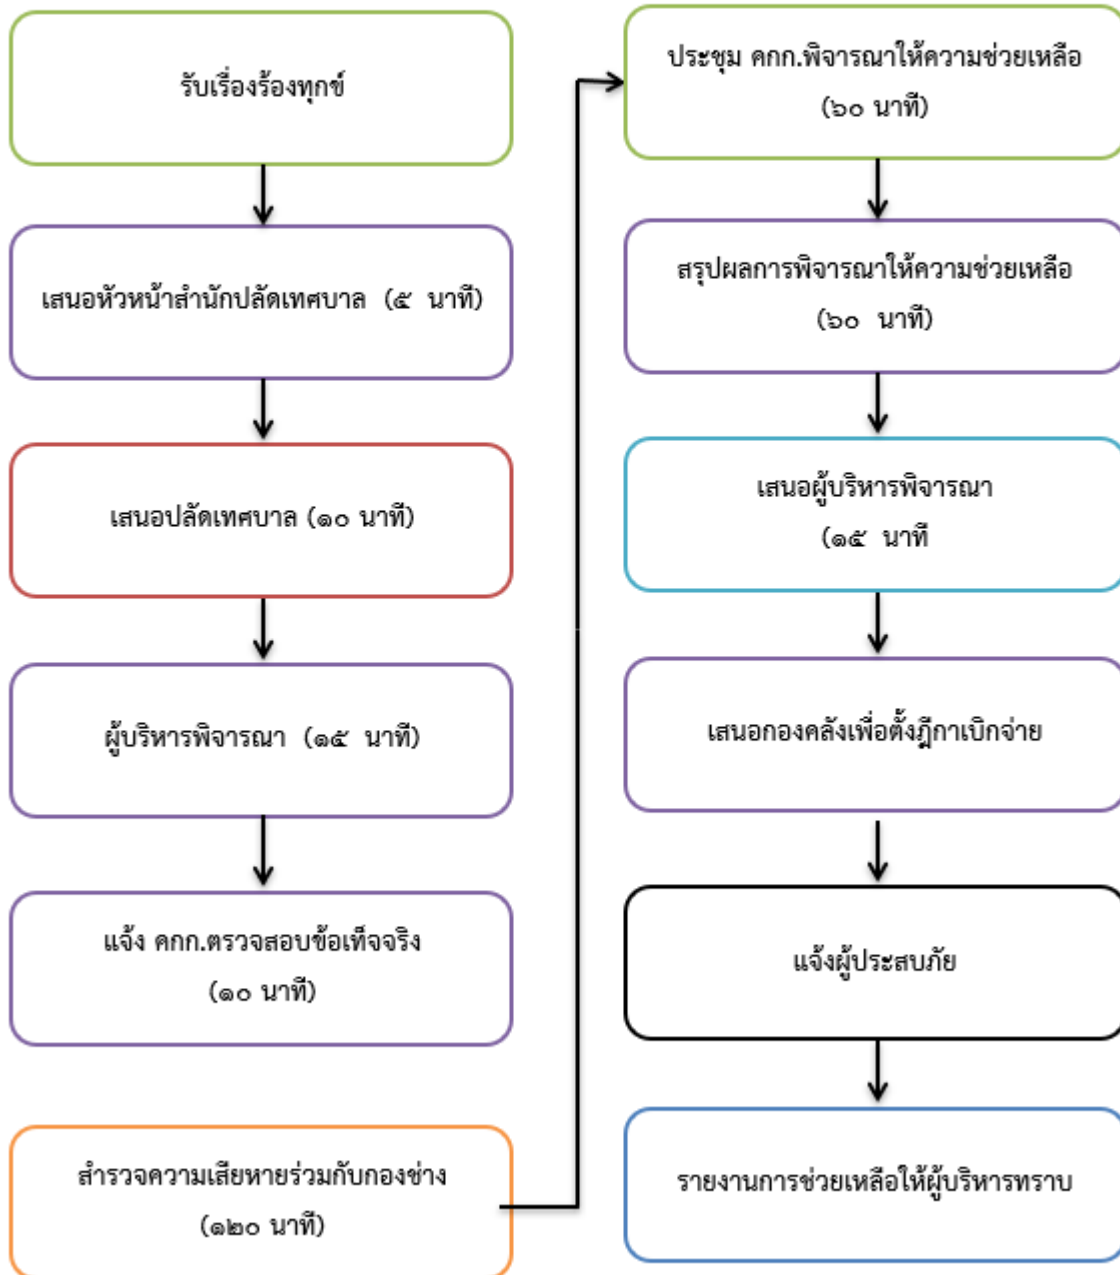 รับเรื่องร้องทุกข์
เสนอหัวหน้าสำนักปลัดเทศบาล (๕ นาที)
เสนอปลัดเทศบาล (๑๐ นาที)
ผู้บริหารพิจารณา (๑๕ นาที)
แจ้ง คกก.ตรวจสอบข้อเท็จจริง
(๑๐ นาที)
สำรวจความเสียหายร่วมกับกองช่าง
(๑๒๐ นาที)
ประชุม คกก.พิจารณาให้ความช่วยเหลือ
(๖๐ นาที)
สรุปผลการพิจารณาให้ความช่วยเหลือ
(๖๐ นาที)
เสนอผู้บริหารพิจารณา
(๑๕ นาที
เสนอกองคลังเพื่อตั้งฎีกาเบิกจ่าย
แจ้งผู้ประสบภัย
รายงานการช่วยเหลือให้ผู้บริหารทราบ